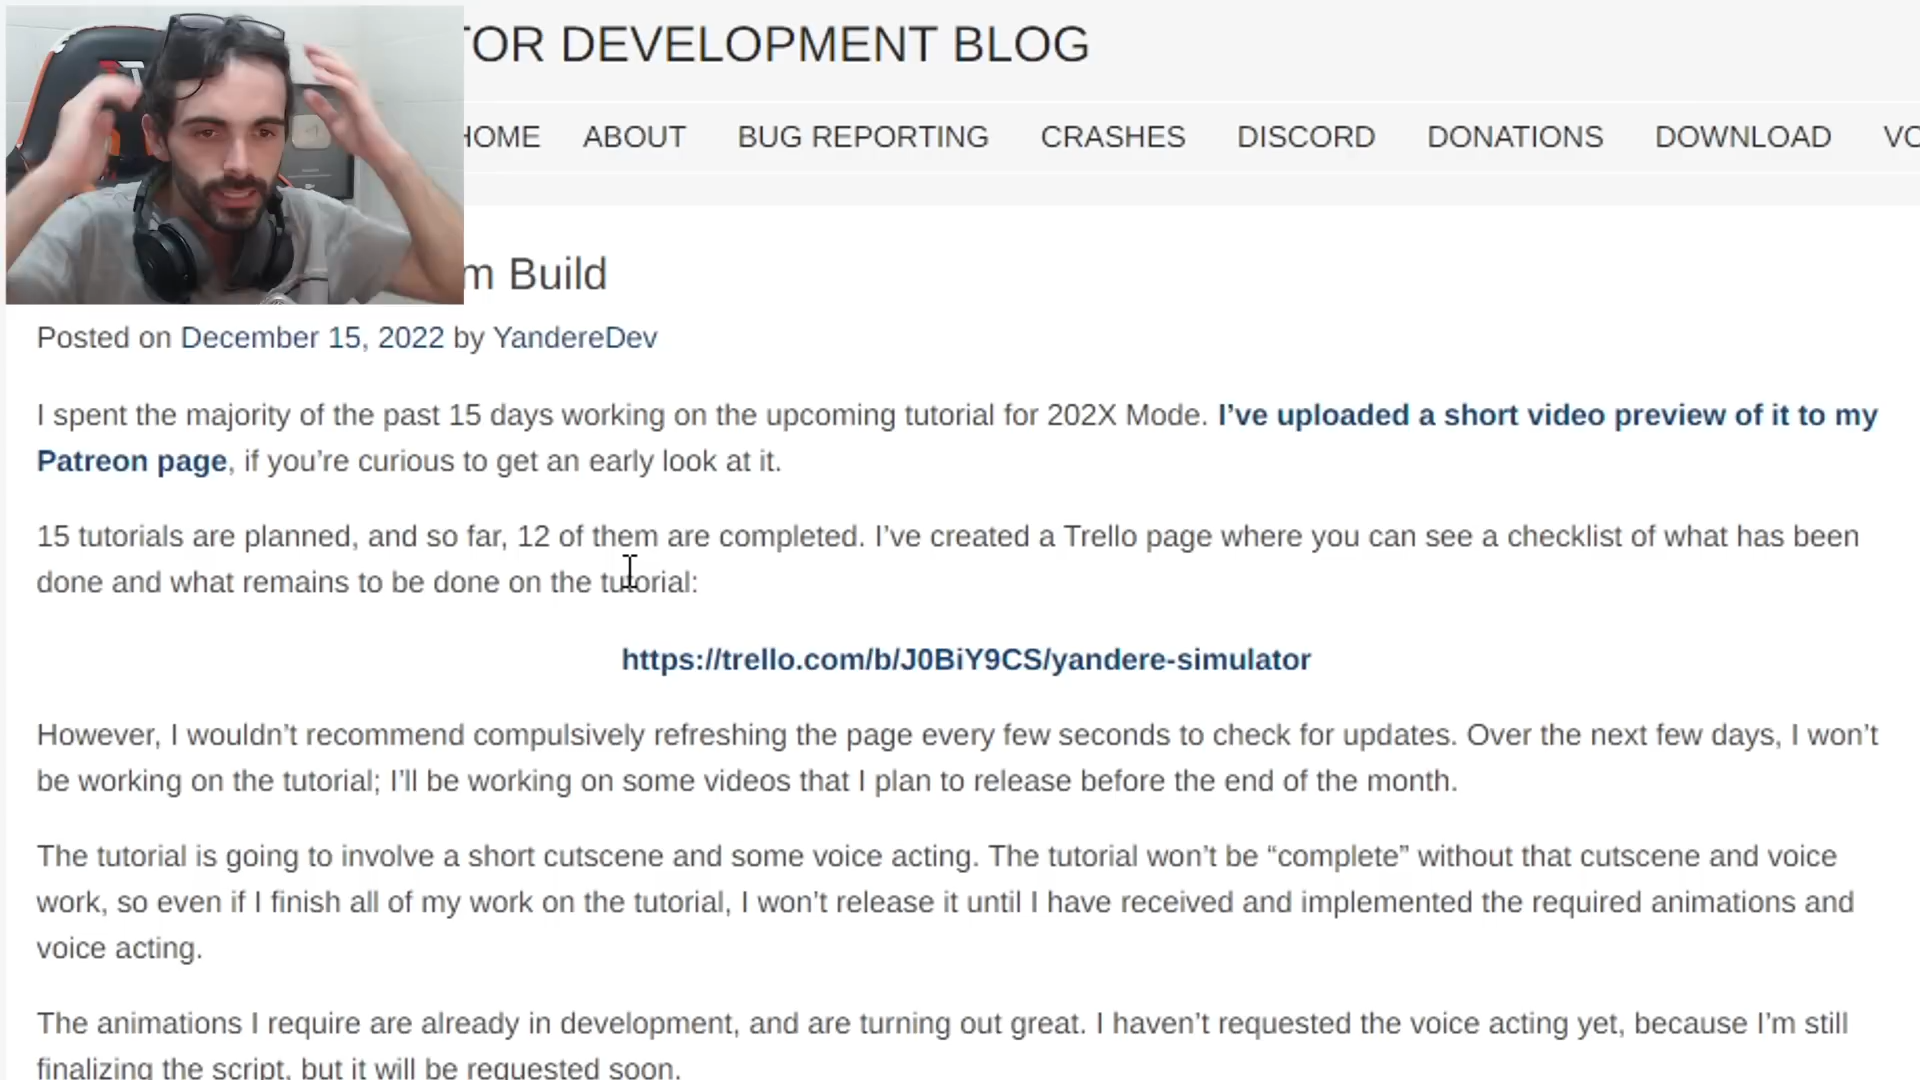 TOR DEVELOPMENT BLOG
HOME ABOUT BUG REPORTING CRASHES DISCORD DONATIONS DOWNLOAD VO
m Build
Posted on December 15, 2022 by YandereDev
I spent the majority of the past 15 days working on the upcoming tutorial for 202X Mode. I’ve uploaded a short video preview of it to my
Patreon page, if you’re curious to get an early look at it.
15 tutorials are planned, and so far, 12 of them are completed. I’ve created a Trello page where you can see a checklist of what has been
done and what remains to be done on the tutorial:
https://trello.com/b/J0BiY9CS/yandere-simulator
However, I wouldn’t recommend compulsively refreshing the page every few seconds to check for updates. Over the next few days, I won’t
be working on the tutorial; I’ll be working on some videos that I plan to release before the end of the month.
The tutorial is going to involve a short cutscene and some voice acting. The tutorial won’t be “complete” without that cutscene and voice
work, so even if I finish all of my work on the tutorial, I won’t release it until I have received and implemented the required animations and
voice acting.
The animations I require are already in development, and are turning out great. I haven’t requested the voice acting yet, because I’m still
finalizing the script, but it will be requested soon.